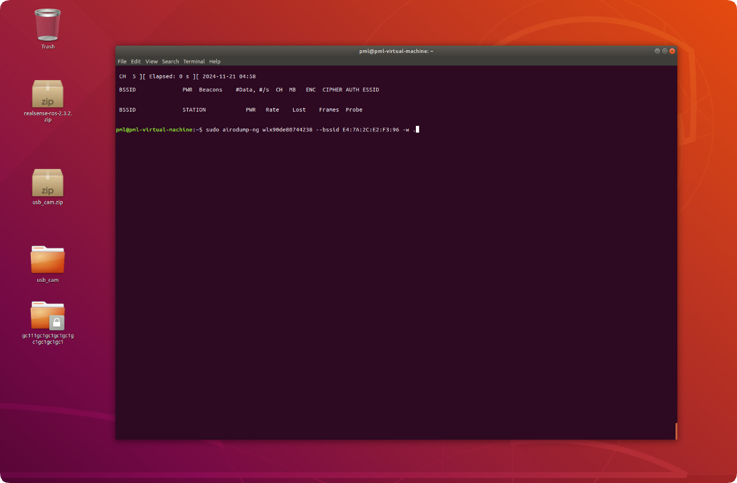 Trash
zip
realsense-ros-2.3.2.
zip
zip
usb_cam.zip
usb_cam
pml@pml-virtual-machine: ~
File Edit View Search Terminal Help
CH 5 ][ Elapsed: 0 s ][ 2024-11-21 04:58
BSSID PWR Beacons #Data, #/s CH MB ENC CIPHER AUTH ESSID
BSSID STATION PWR Rate Lost Frames Probe
pml@pml-virtual-machine:~$ sudo airodump-ng wlx90de80744238 --bssid E4:7A:2C:E2:F3:96 -w .